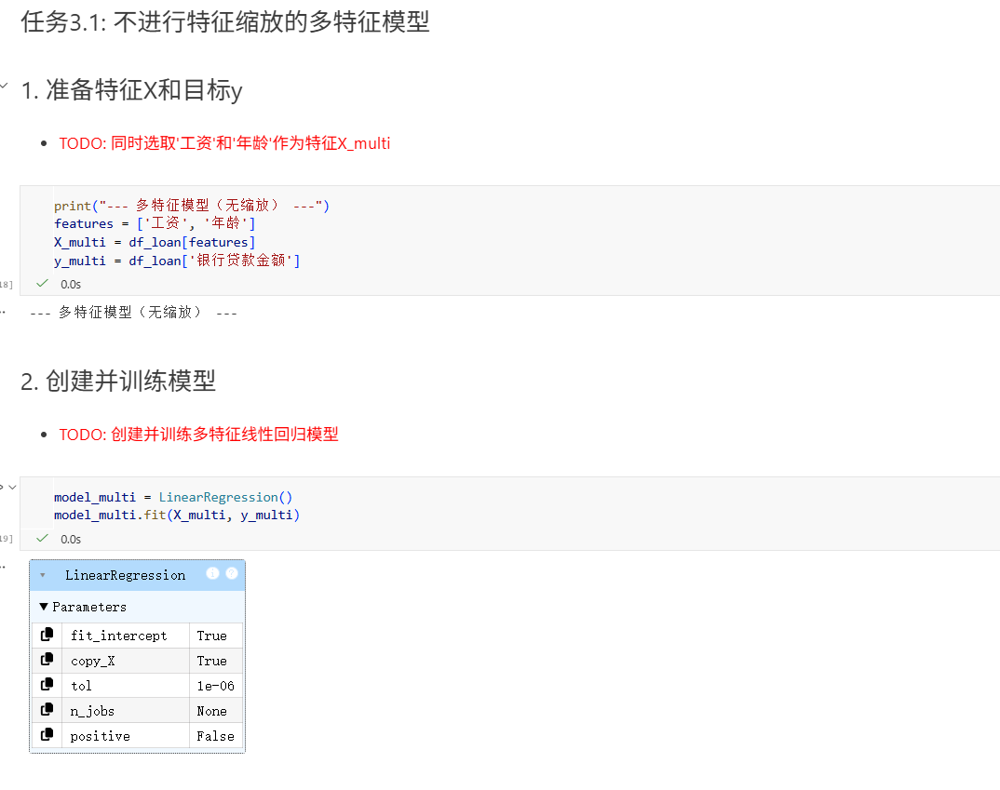 任务3.1: 不进行特征缩放的多特征模型
1. 准备特征X和目标y
• TODO: 同时选取'工资'和'年龄'作为特征X_multi
print("--- 多特征模型（无缩放） ---")
features = ['工资', '年龄']
X_multi = df_loan[features]
y_multi = df_loan['银行贷款金额']
18]
0.0s
--- 多特征模型（无缩放） ---
2. 创建并训练模型
• TODO: 创建并训练多特征线性回归模型
model_multi = LinearRegression()
model_multi.fit(X_multi, y_multi)
19]
0.0s
LinearRegression
Parameters
fit_intercept True
copy_X True
tol 1e-06
n_jobs None
positive False